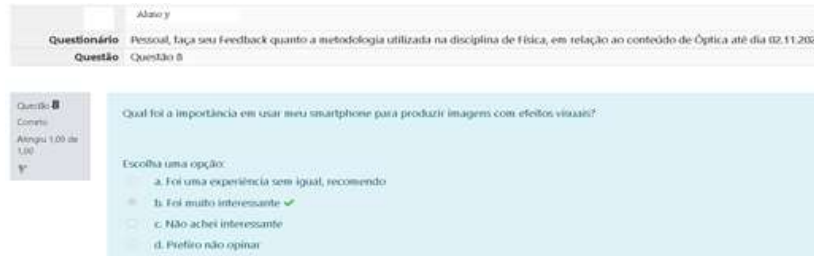 Aluno y
Questionário Pessoal, faça seu Feedback quanto a metodologia utilizada na disciplina de Física, em relação ao conteúdo de Óptica até dia 02.11.202
Questão Questão 8
Questão 8
Correto
Atingiu 1,00 de
1,00
Qual foi a importância em usar meu smartphone para produzir imagens com efeitos visuais?
Escolha uma opção:
a. Foi uma experiência sem igual, recomendo
b. Foi muito interessante
c. Não achei interessante
d. Prefiro não opinar